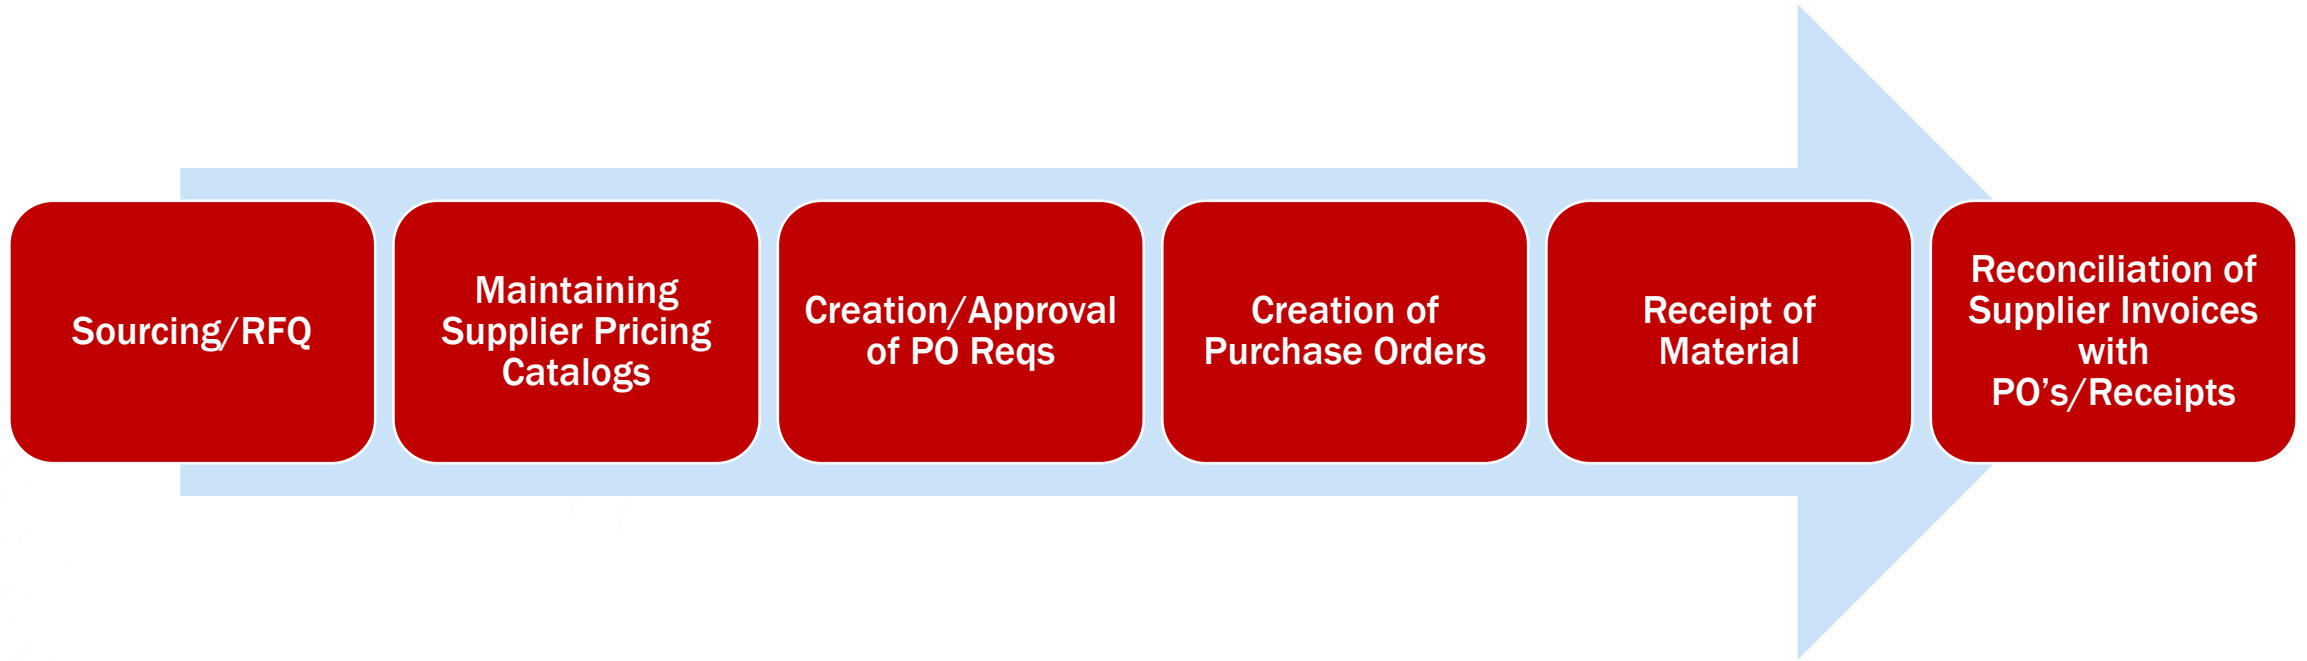 Sourcing/RFQ
Maintaining
Supplier Pricing
Catalogs
Creation/Approval
of PO Reqs
Creation of
Purchase Orders
Receipt of
Material
Reconciliation of
Supplier Invoices
with
PO’s/Receipts